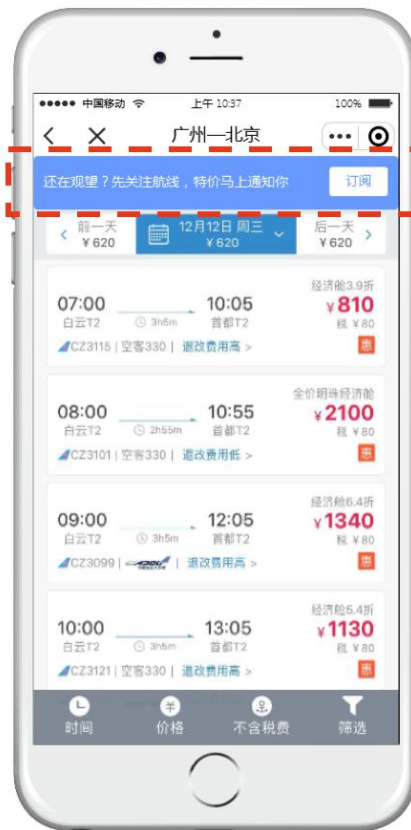 中国移动 上午 10:37 100%
广州—北京
还在观望？先关注航线，特价马上通知你 订阅
前一天 12月12日 周三 后一天
¥620 ¥620 ¥620
经济舱3.9折
07:00 10:05 ¥810
白云T2 3h5m 首都T2 税 ¥80
CZ3115 | 空客330 | 退改费用高 > 惠
全价明珠经济舱
08:00 10:55 ¥2100
白云T2 2h55m 首都T2 税 ¥80
CZ3101 | 空客330 | 退改费用低 > 惠
经济舱6.4折
09:00 12:05 ¥1340
白云T2 3h5m 首都T2 税 ¥80
CZ3099 | A380 | 退改费用高 > 惠
经济舱5.4折
10:00 13:05 ¥1130
白云T2 3h5m 首都T2 税 ¥80
CZ3121 | 空客330 | 退改费用高 > 惠
时间 价格 不含税费 筛选